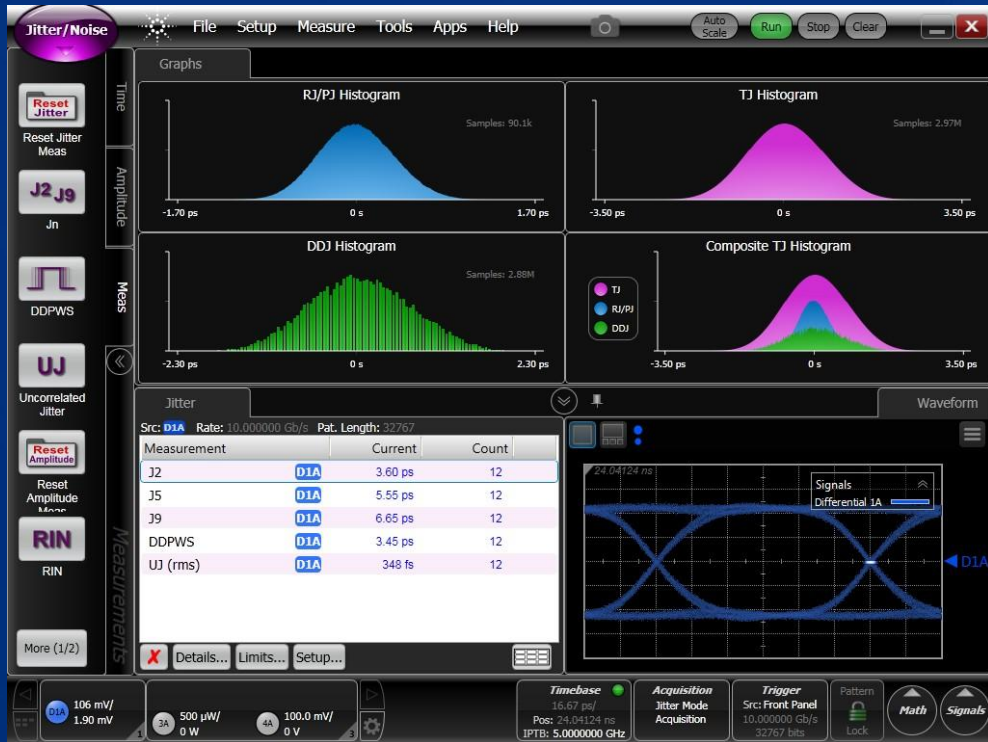 Jitter/Noise
File Setup Measure Tools Apps Help
Auto Scale
Run
Stop
Clear
X
Reset Jitter
Reset Jitter Meas
J2 J9
Jn
DDPWS
UJ
Uncorrelated Jitter
Reset Amplitude
Reset Amplitude Meas
RIN
RIN
More (1/2)
Time
Amplitude
Meas
Measurements
Graphs
RJ/PJ Histogram
Samples: 90.1k
-1.70 ps 0 s 1.70 ps
TJ Histogram
Samples: 2.97M
-3.50 ps 0 s 3.50 ps
DDJ Histogram
Samples: 2.88M
-2.30 ps 0 s 2.30 ps
Composite TJ Histogram
TJ
RJ/PJ
DDJ
-3.50 ps 0 s 3.50 ps
Jitter
Src: D1A Rate: 10.000000 Gb/s Pat. Length: 32767
Measurement Current Count
J2 D1A 3.60 ps 12
J5 D1A 5.55 ps 12
J9 D1A 6.65 ps 12
DDPWS D1A 3.45 ps 12
UJ (rms) D1A 348 fs 12
Details... Limits... Setup...
Waveform
24.04124 ns
Signals
Differential 1A
D1A
D1A 106 mV/
1.90 mV
1
3A 500 µW/
0 W
4A 100.0 mV/
0 V
3
Timebase
16.67 ps/
Pos: 24.04124 ns
IPTB: 5.0000000 GHz
Acquisition
Jitter Mode
Acquisition
Trigger
Src: Front Panel
10.000000 Gb/s
32767 bits
Pattern
Lock
Math
Signals